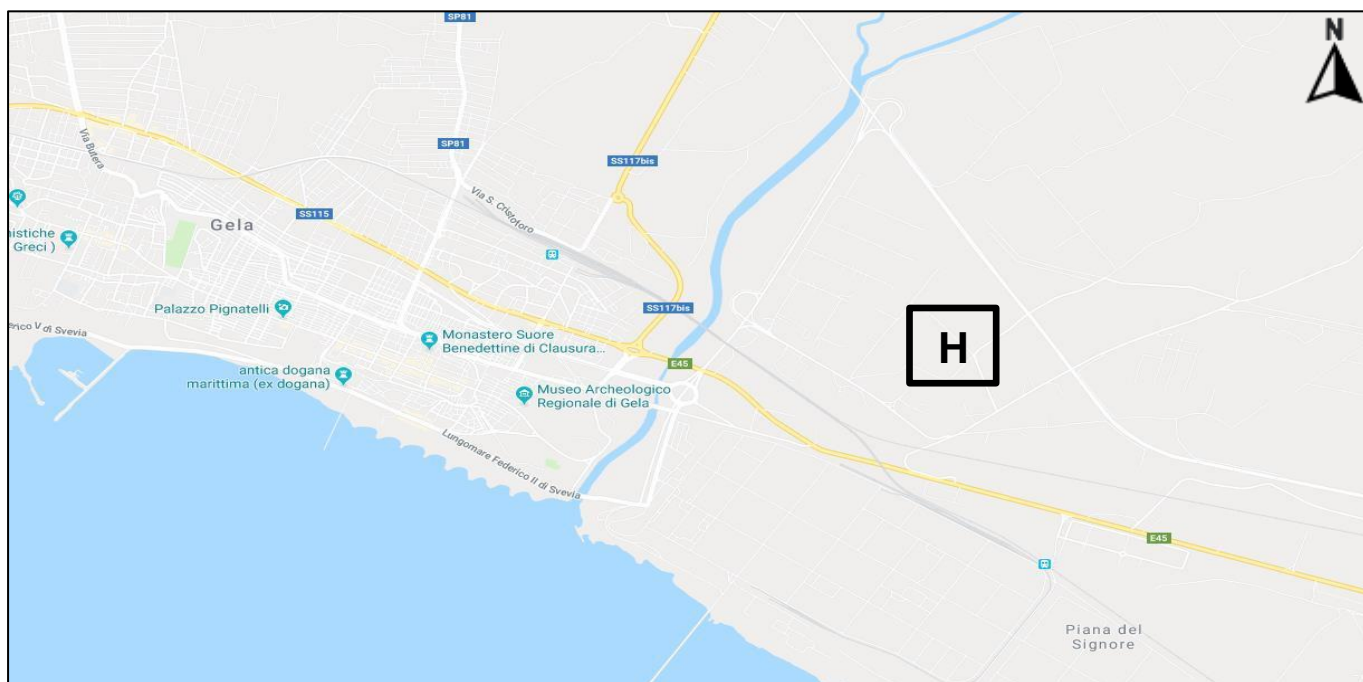 SP81
N
SP81
Via Butera
SS117bis
Via S. Cristoforo
SS115
Gela
nistiche
Greci )
SS117bis
Palazzo Pignatelli
erico V di Svevia
Monastero Suore
Benedettine di Clausura...
H
E45
antica dogana
marittima (ex dogana)
Museo Archeologico
Regionale di Gela
Lungomare Federico II di Svevia
E45
Piana del
Signore